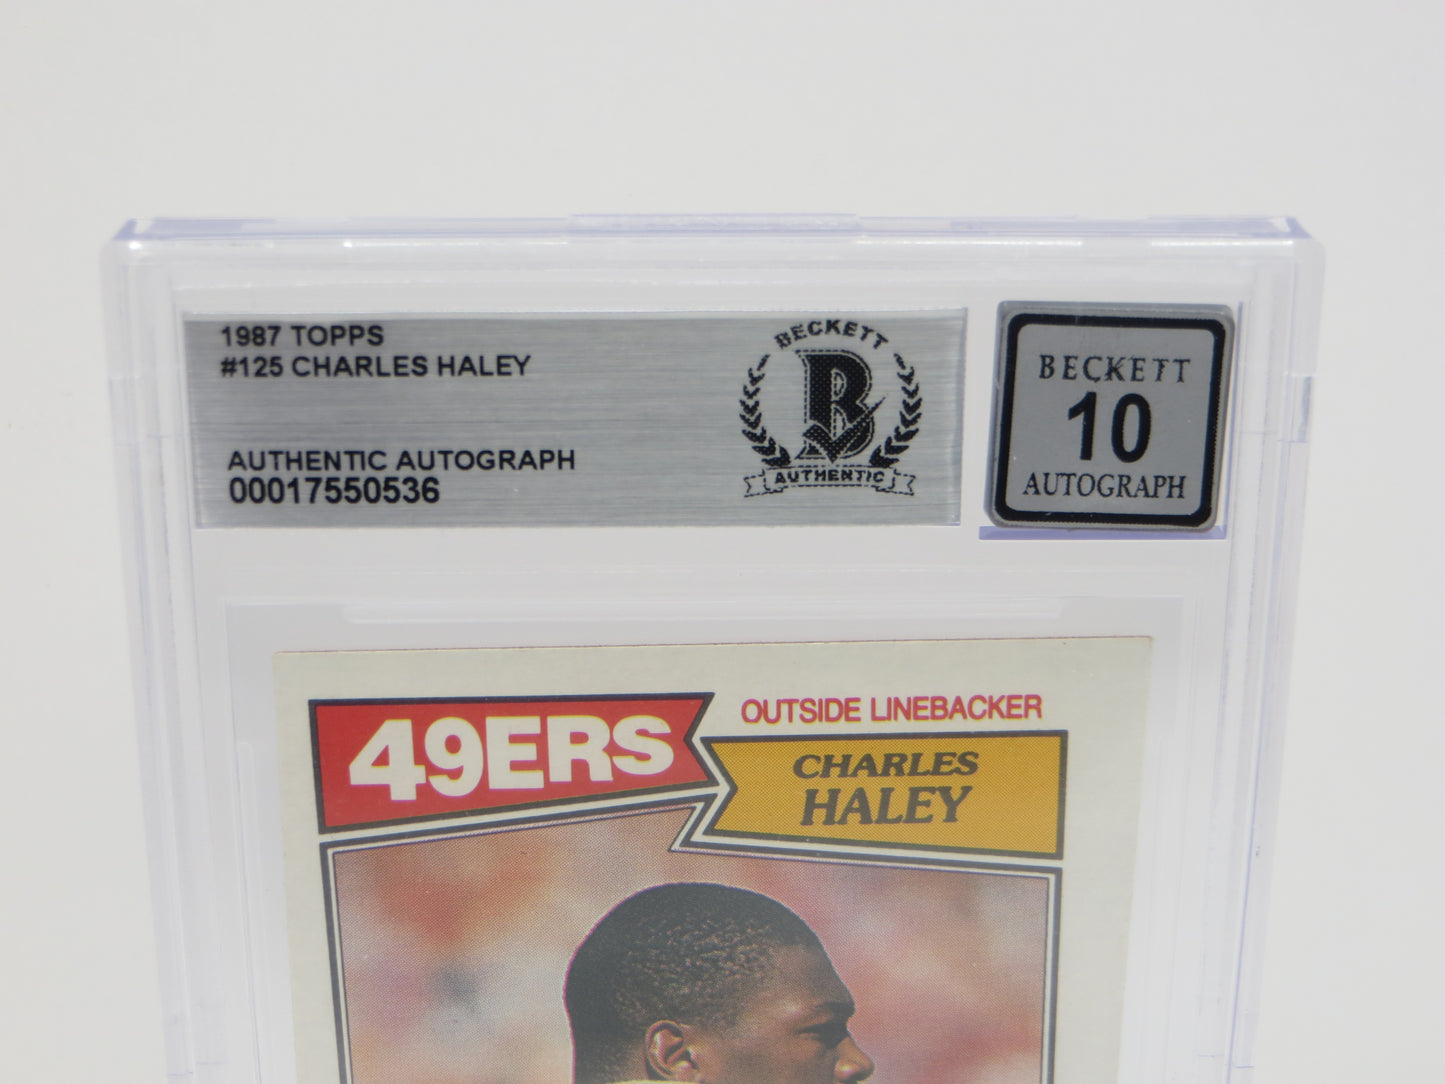 1987 TOPPS
#125 CHARLES HALEY
AUTHENTIC AUTOGRAPH
00017550536
BECKETT
B
AUTHENTIC
BECKETT
10
AUTOGRAPH
49ERS
OUTSIDE LINEBACKER
CHARLES
HALEY